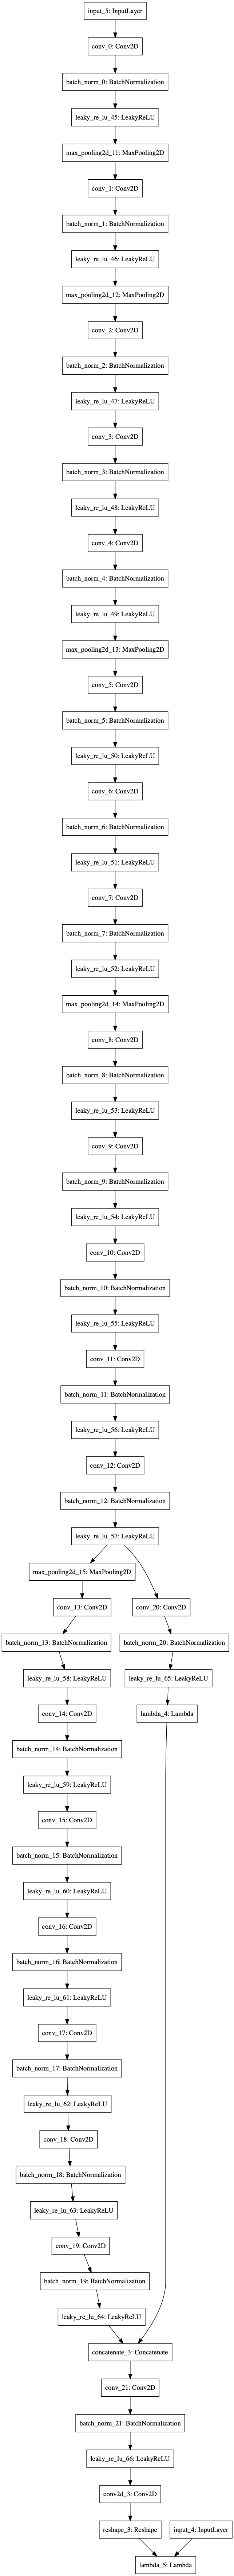 input_5: InputLayer
conv_0: Conv2D
batch_norm_0: BatchNormalization
leaky_re_lu_45: LeakyReLU
max_pooling2d_11: MaxPooling2D
conv_1: Conv2D
batch_norm_1: BatchNormalization
leaky_re_lu_46: LeakyReLU
max_pooling2d_12: MaxPooling2D
conv_2: Conv2D
batch_norm_2: BatchNormalization
leaky_re_lu_47: LeakyReLU
conv_3: Conv2D
batch_norm_3: BatchNormalization
leaky_re_lu_48: LeakyReLU
conv_4: Conv2D
batch_norm_4: BatchNormalization
leaky_re_lu_49: LeakyReLU
max_pooling2d_13: MaxPooling2D
conv_5: Conv2D
batch_norm_5: BatchNormalization
leaky_re_lu_50: LeakyReLU
conv_6: Conv2D
batch_norm_6: BatchNormalization
leaky_re_lu_51: LeakyReLU
conv_7: Conv2D
batch_norm_7: BatchNormalization
leaky_re_lu_52: LeakyReLU
max_pooling2d_14: MaxPooling2D
conv_8: Conv2D
batch_norm_8: BatchNormalization
leaky_re_lu_53: LeakyReLU
conv_9: Conv2D
batch_norm_9: BatchNormalization
leaky_re_lu_54: LeakyReLU
conv_10: Conv2D
batch_norm_10: BatchNormalization
leaky_re_lu_55: LeakyReLU
conv_11: Conv2D
batch_norm_11: BatchNormalization
leaky_re_lu_56: LeakyReLU
conv_12: Conv2D
batch_norm_12: BatchNormalization
leaky_re_lu_57: LeakyReLU
max_pooling2d_15: MaxPooling2D
conv_13: Conv2D
conv_20: Conv2D
batch_norm_13: BatchNormalization
batch_norm_20: BatchNormalization
leaky_re_lu_58: LeakyReLU
leaky_re_lu_65: LeakyReLU
conv_14: Conv2D
lambda_4: Lambda
batch_norm_14: BatchNormalization
leaky_re_lu_59: LeakyReLU
conv_15: Conv2D
batch_norm_15: BatchNormalization
leaky_re_lu_60: LeakyReLU
conv_16: Conv2D
batch_norm_16: BatchNormalization
leaky_re_lu_61: LeakyReLU
conv_17: Conv2D
batch_norm_17: BatchNormalization
leaky_re_lu_62: LeakyReLU
conv_18: Conv2D
batch_norm_18: BatchNormalization
leaky_re_lu_63: LeakyReLU
conv_19: Conv2D
batch_norm_19: BatchNormalization
leaky_re_lu_64: LeakyReLU
concatenate_3: Concatenate
conv_21: Conv2D
batch_norm_21: BatchNormalization
leaky_re_lu_66: LeakyReLU
conv2d_3: Conv2D
reshape_3: Reshape
input_4: InputLayer
lambda_5: Lambda